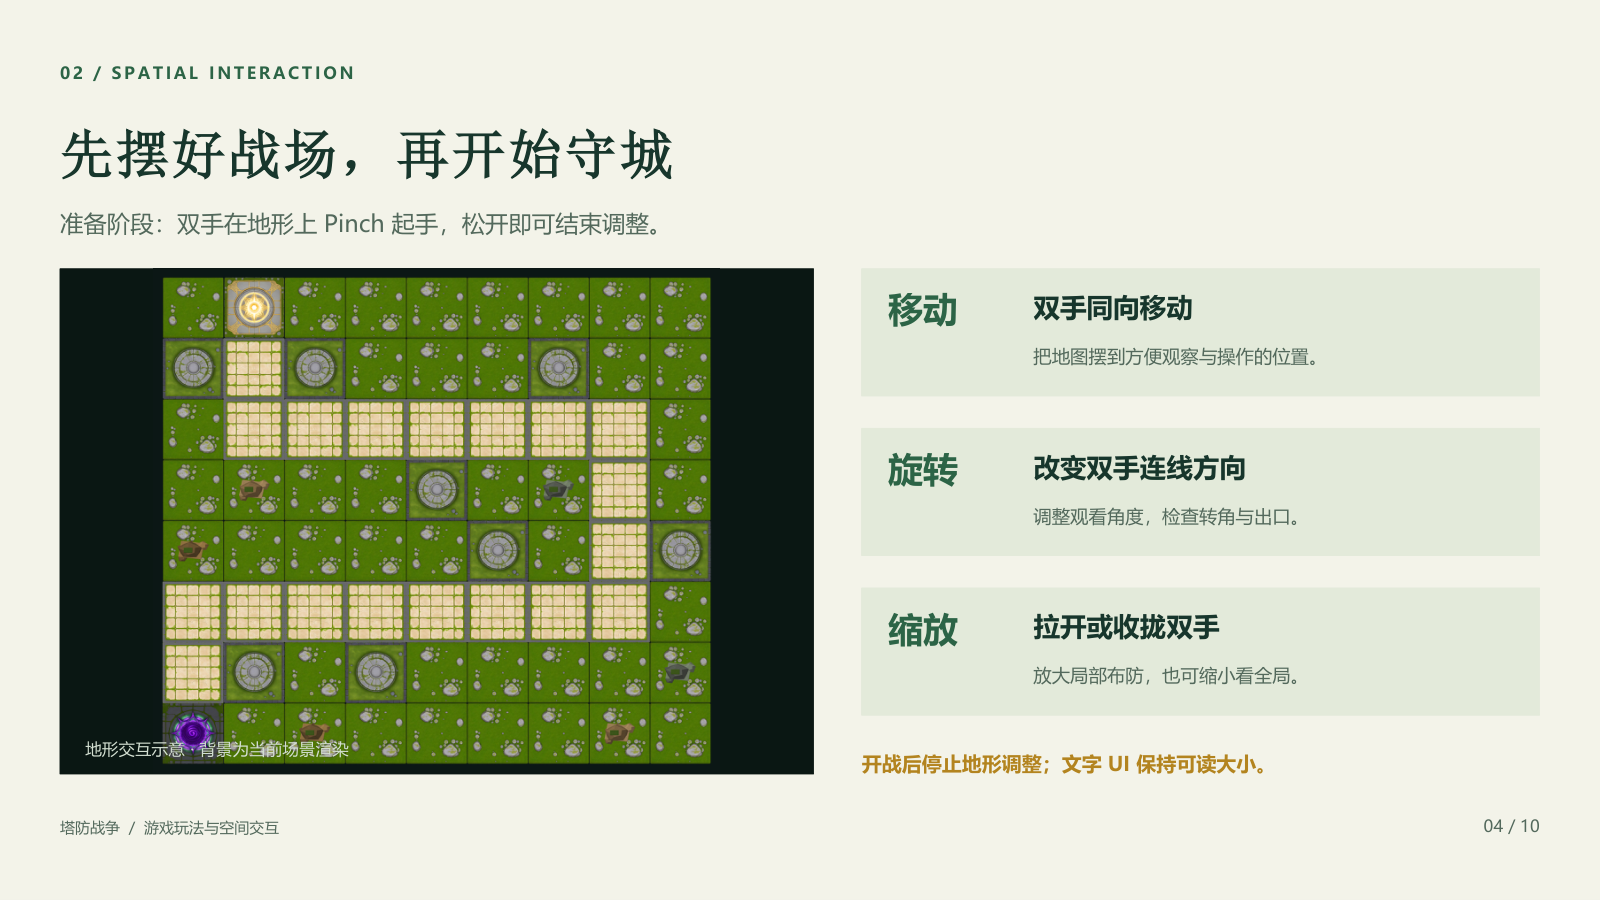 02 / SPATIAL INTERACTION
先摆好战场，再开始守城
准备阶段：双手在地形上 Pinch 起手，松开即可结束调整。
地形交互示意 · 背景为当前场景渲染
移动
双手同向移动
把地图摆到方便观察与操作的位置。
旋转
改变双手连线方向
调整观看角度，检查转角与出口。
缩放
拉开或收拢双手
放大局部布防，也可缩小看全局。
开战后停止地形调整；文字 UI 保持可读大小。
塔防战争 / 游戏玩法与空间交互
04 / 10